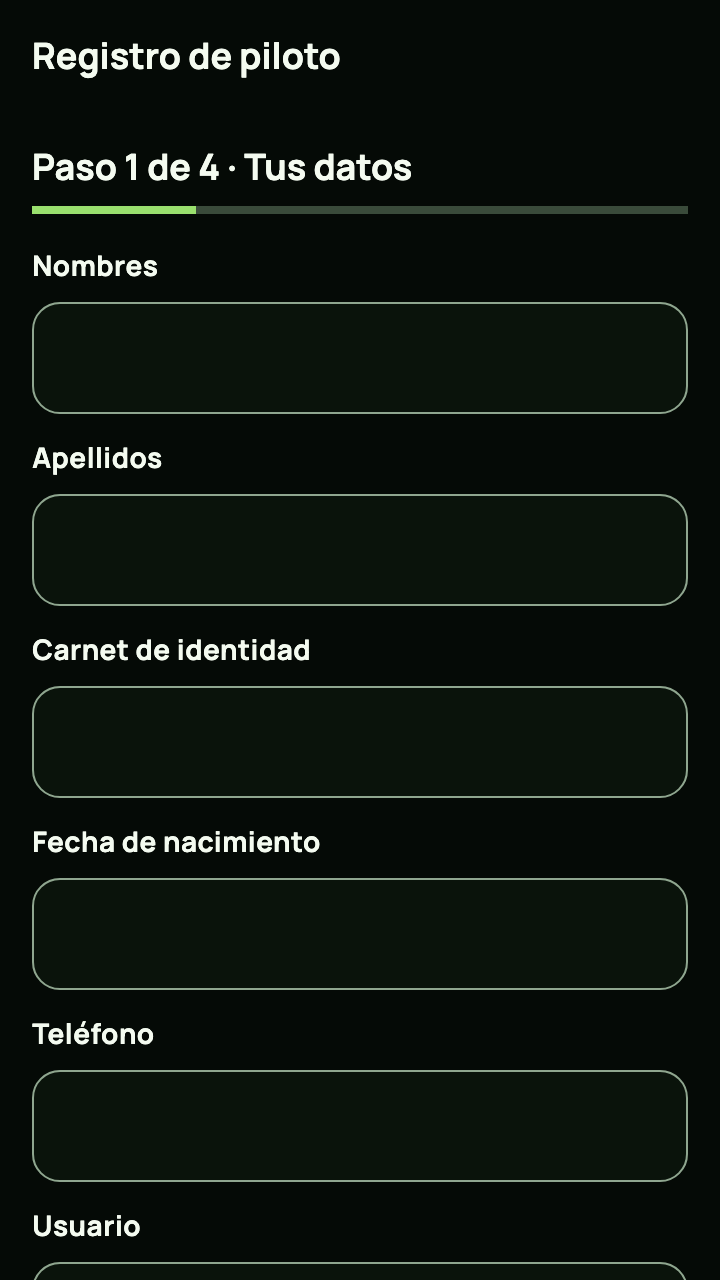 Registro de piloto
Paso 1 de 4 · Tus datos
Nombres
Apellidos
Carnet de identidad
Fecha de nacimiento
Teléfono
Usuario